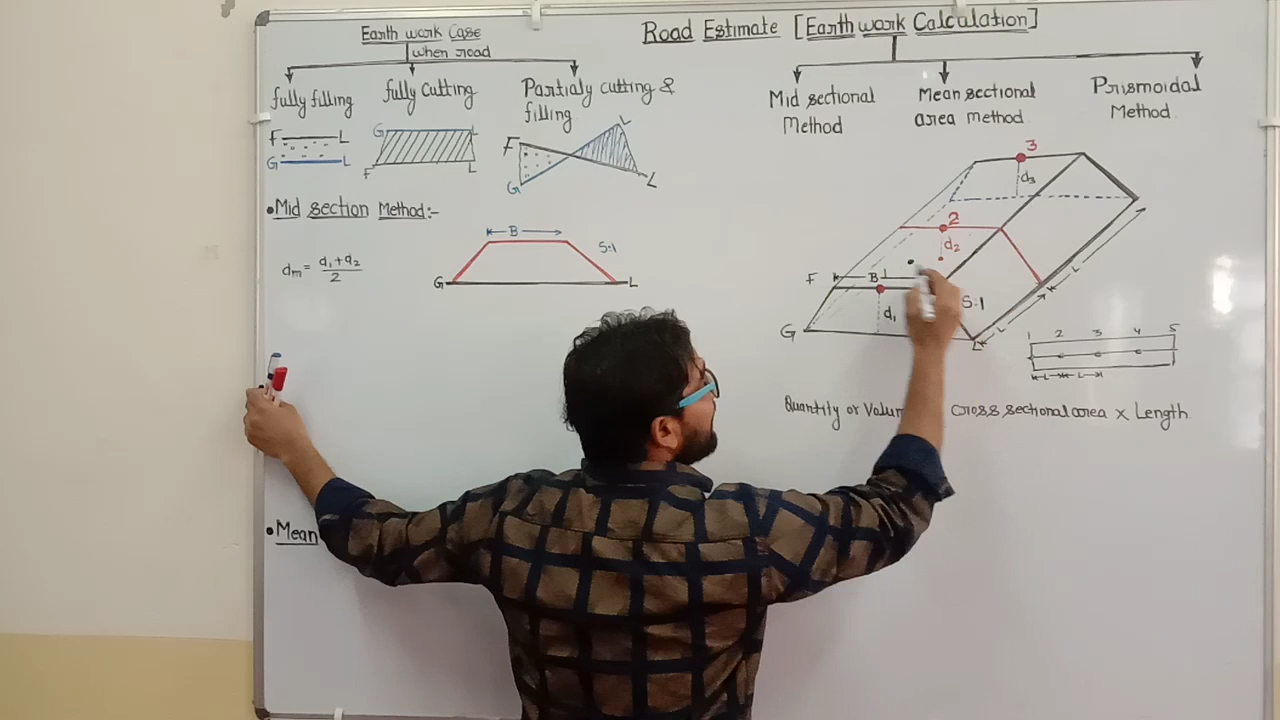 Earth work Case
when road
fully filling
fully Cutting
Partialy cutting &
filling
F L
G L
G L
F L
F L
G L
• Mid section Method:-
dm = d1+d2
2
B
S:1
G L
• Mean
Road Estimate [Earth work Calculation]
Mid sectional
Method
Mean sectional
area method
Prismoidal
Method
3
d3
2
d2
F B
d1
S:1
G L
L
L
1 2 3 4 5
L L
Quantity or Volum
Cross sectional area x Length